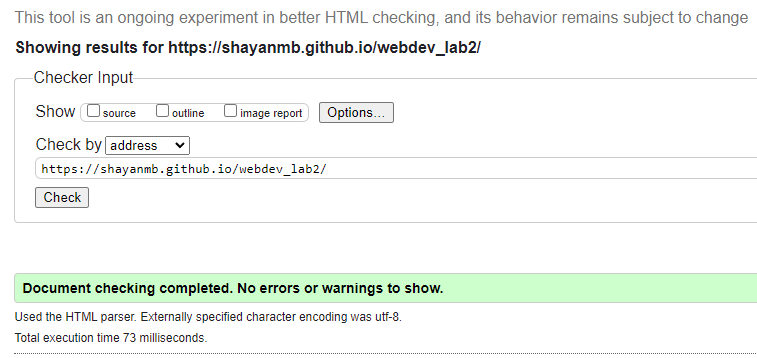 This tool is an ongoing experiment in better HTML checking, and its behavior remains subject to change
Showing results for https://shayanmb.github.io/webdev_lab2/
Checker Input
Show source outline image report Options...
Check by address
https://shayanmb.github.io/webdev_lab2/
Check
Document checking completed. No errors or warnings to show.
Used the HTML parser. Externally specified character encoding was utf-8.
Total execution time 73 milliseconds.